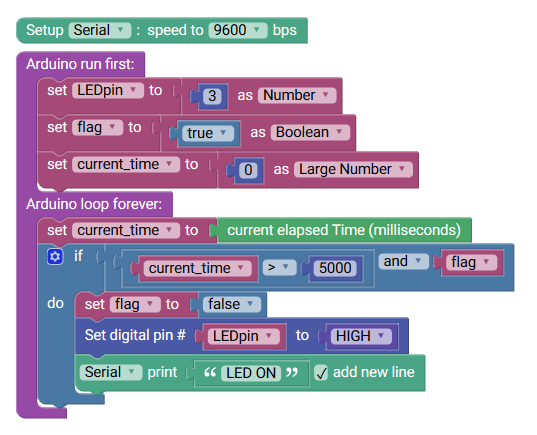 Setup Serial : speed to 9600 bps
Arduino run first:
set LEDpin to 3 as Number
set flag to true as Boolean
set current_time to 0 as Large Number
Arduino loop forever:
set current_time to current elapsed Time (milliseconds)
if current_time > 5000 and flag
do set flag to false
Set digital pin # LEDpin to HIGH
Serial print “ LED ON ” ✓ add new line